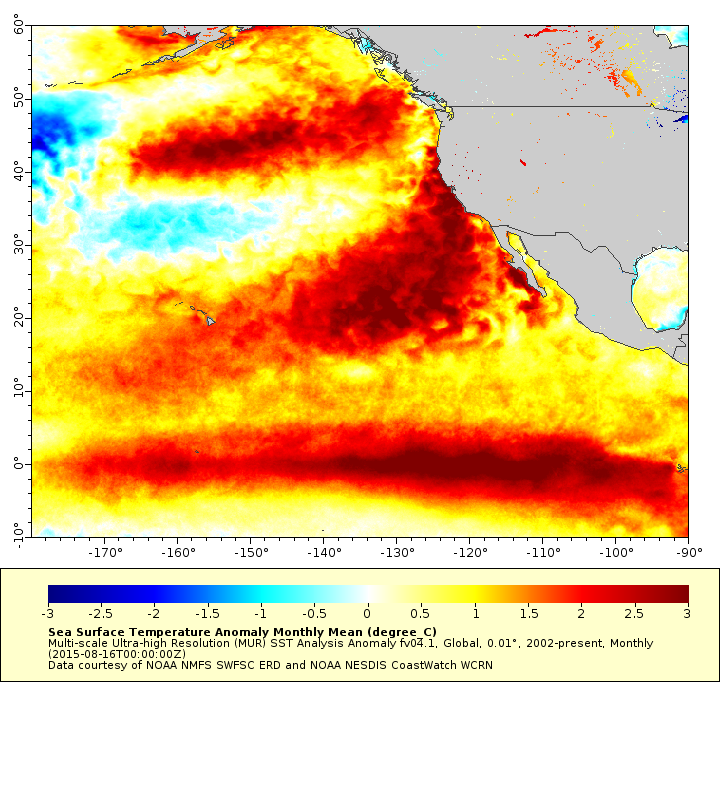 60°
50°
40°
30°
20°
10°
0°
-10°
-170° -160° -150° -140° -130° -120° -110° -100° -90°
-3 -2.5 -2 -1.5 -1 -0.5 0 0.5 1 1.5 2 2.5 3
Sea Surface Temperature Anomaly Monthly Mean (degree_C)
Multi-scale Ultra-high Resolution (MUR) SST Analysis Anomaly fv04.1, Global, 0.01°, 2002-present, Monthly
(2015-08-16T00:00:00Z)
Data courtesy of NOAA NMFS SWFSC ERD and NOAA NESDIS CoastWatch WCRN